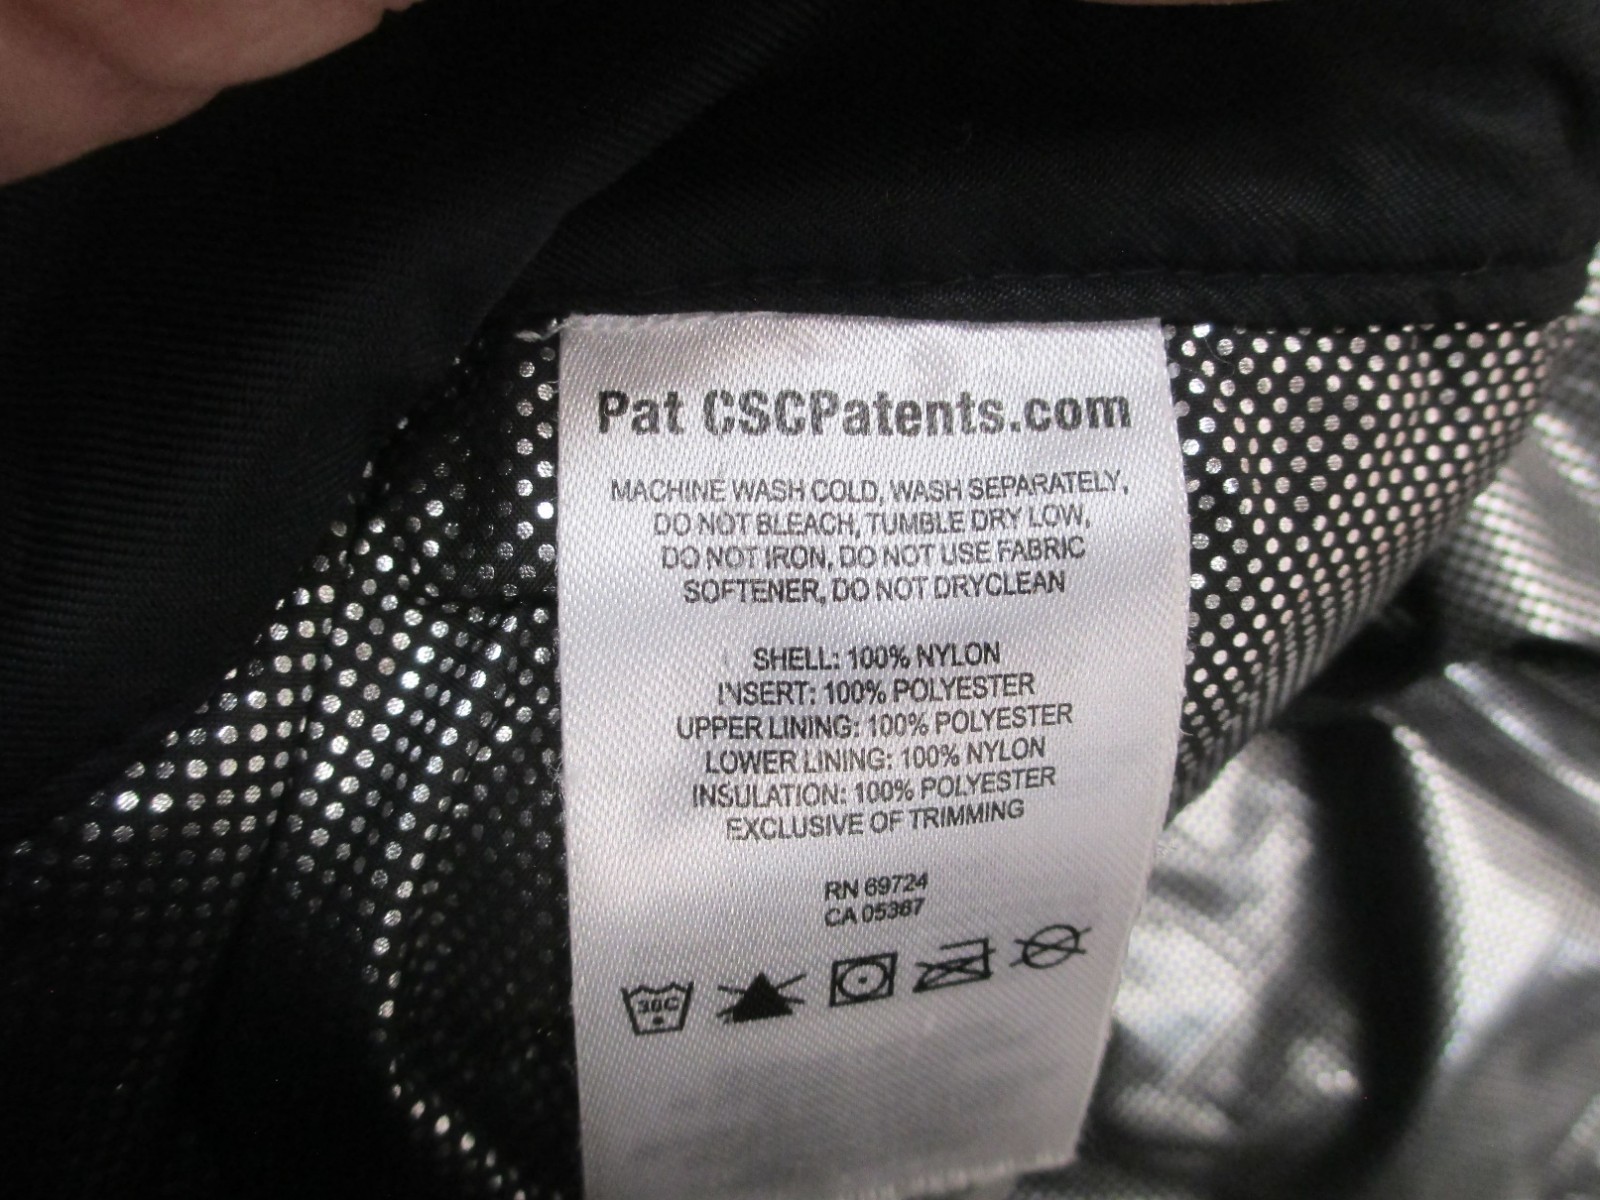 Pat CSCPatents.com
MACHINE WASH COLD, WASH SEPARATELY,
DO NOT BLEACH, TUMBLE DRY LOW,
DO NOT IRON, DO NOT USE FABRIC
SOFTENER, DO NOT DRYCLEAN
SHELL: 100% NYLON
INSERT: 100% POLYESTER
UPPER LINING: 100% POLYESTER
LOWER LINING: 100% NYLON
INSULATION: 100% POLYESTER
EXCLUSIVE OF TRIMMING
RN 69724
CA 05367
30C